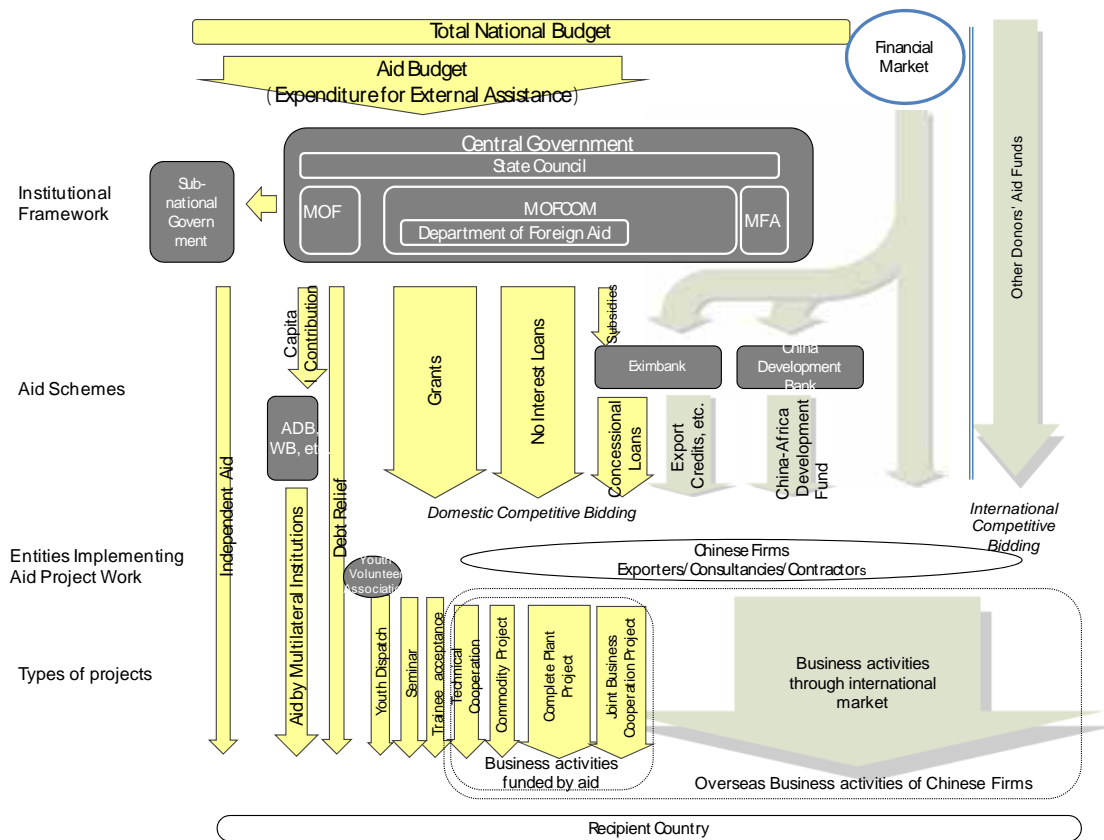 Total National Budget
Financial
Market
Aid Budget
(Expenditure for External Assistance)
Central Government
State Council
Institutional
Framework
Sub-
national
Govern
ment
MOF
MOFCOM
Department of Foreign Aid
MFA
Other Donors' Aid Funds
Capita
l Contribution
Subsidies
Aid Schemes
Grants
No Interest Loans
Eximbank
China
Development
Bank
ADB,
WB, etc.
Concessional
Loans
Export
Credits, etc.
China-Africa
Development
Fund
Independent Aid
Debt Relief
Domestic Competitive Bidding
International
Competitive
Bidding
Entities Implementing
Aid Project Work
Youth
Volunteer
Association
Chinese Firms
Exporters/Consultancies/Contractors
Types of projects
Aid by Multilateral Institutions
Youth Dispatch
Seminar
Trainee acceptance
Technical
Cooperation
Commodity Project
Complete Plant
Project
Joint Business
Cooperation Project
Business activities
through international
market
Business activities
funded by aid
Overseas Business activities of Chinese Firms
Recipient Country